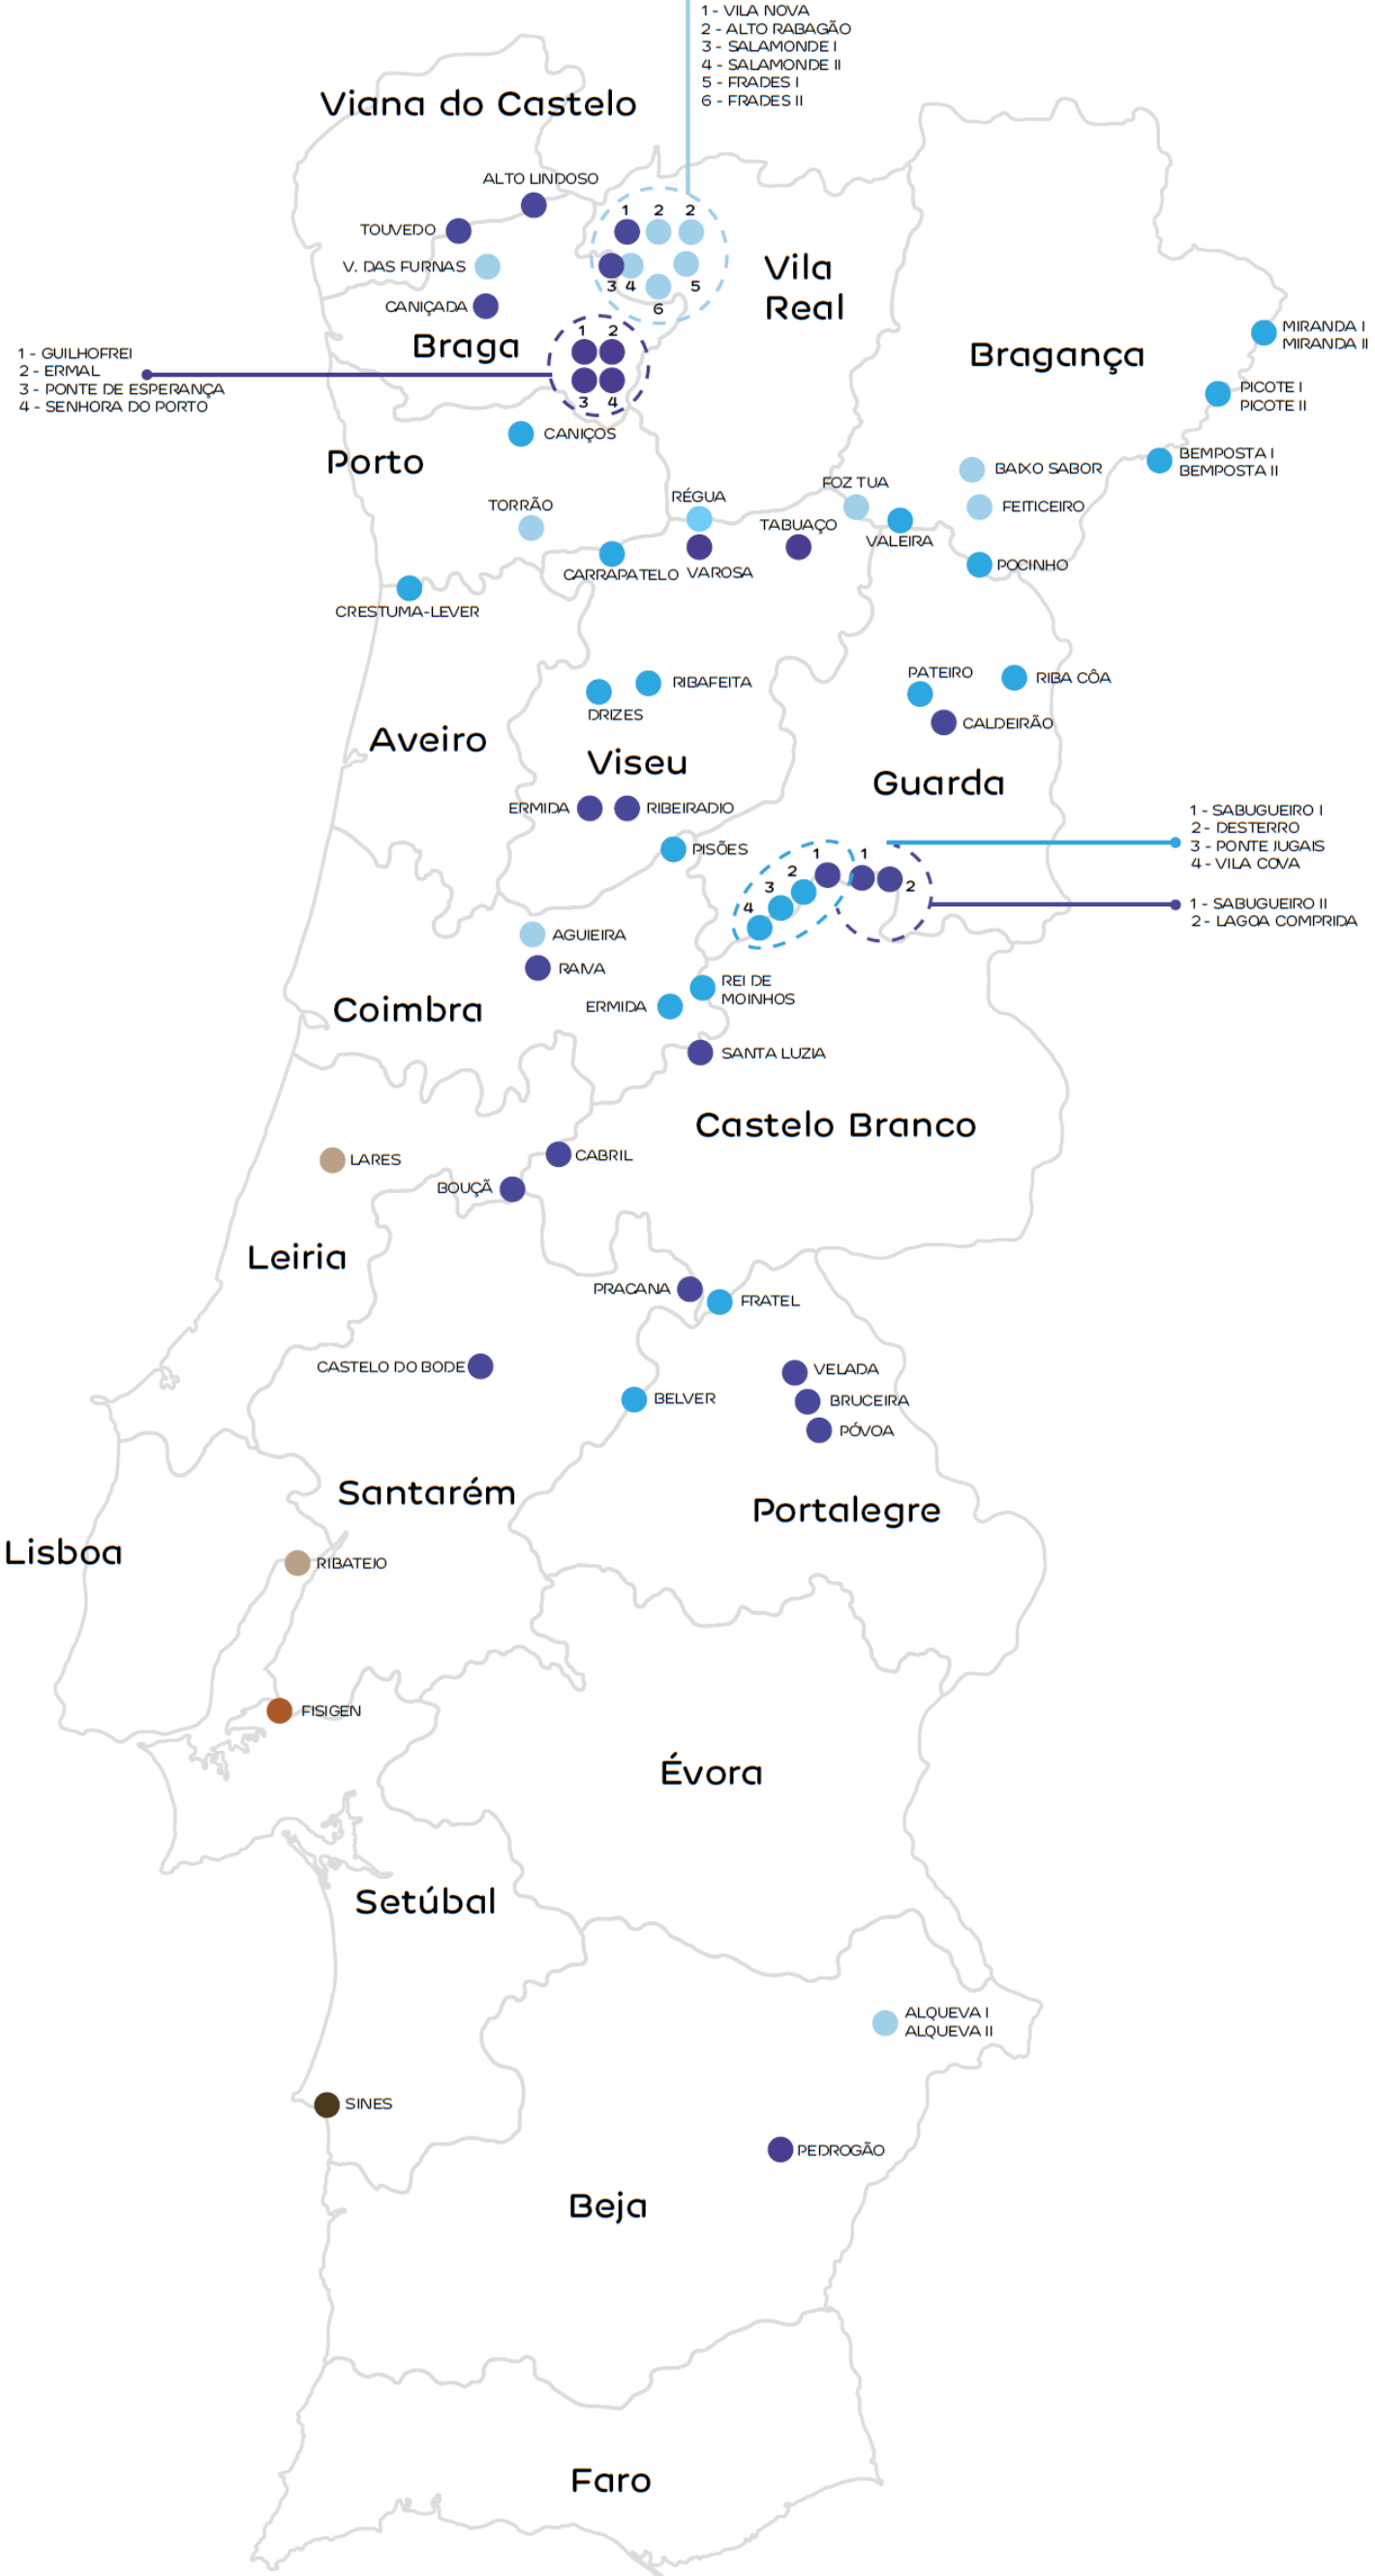 1 - VILA NOVA
2 - ALTO RABAGÃO
3 - SALAMONDE I
4 - SALAMONDE II
5 - FRADES I
6 - FRADES II
Viana do Castelo
ALTO LINDOSO
TOUVEDO
V. DAS FURNAS
CANIÇADA
1 2 2
3 4 5
6
Vila
Real
Braga
1 2
3 4
1 - GUILHOFREI
2 - ERMAL
3 - PONTE DE ESPERANÇA
4 - SENHORA DO PORTO
Bragança
MIRANDA I
MIRANDA II
PICOTE I
PICOTE II
BEMPOSTA I
BEMPOSTA II
CANIÇOS
Porto
BAIXO SABOR
FEITICEIRO
FOZ TUA
RÉGUA
TORRÃO
TABUAÇO
VALEIRA
POCINHO
CARRAPATELO
VAROSA
CRESTUMA-LEVER
PATEIRO
RIBA CÔA
RIBAFEITA
DRIZES
CALDEIRÃO
Aveiro
Viseu
Guarda
ERMIDA
RIBEIRADIO
PISÕES
1 - SABUGUEIRO I
2 - DESTERRO
3 - PONTE JUGAIS
4 - VILA COVA
1
2
3
4
1
2
1 - SABUGUEIRO II
2 - LAGOA COMPRIDA
AGUIEIRA
RAIVA
REI DE
MOINHOS
ERMIDA
Coimbra
SANTA LUZIA
Castelo Branco
LARES
CABRIL
BOUÇÃ
Leiria
PRACANA
FRATEL
CASTELO DO BODE
VELADA
BELVER
BRUCEIRA
PÓVOA
Santarém
Portalegre
Lisboa
RIBATEJO
FISIGEN
Évora
Setúbal
ALQUEVA I
ALQUEVA II
SINES
PEDROGÃO
Beja
Faro